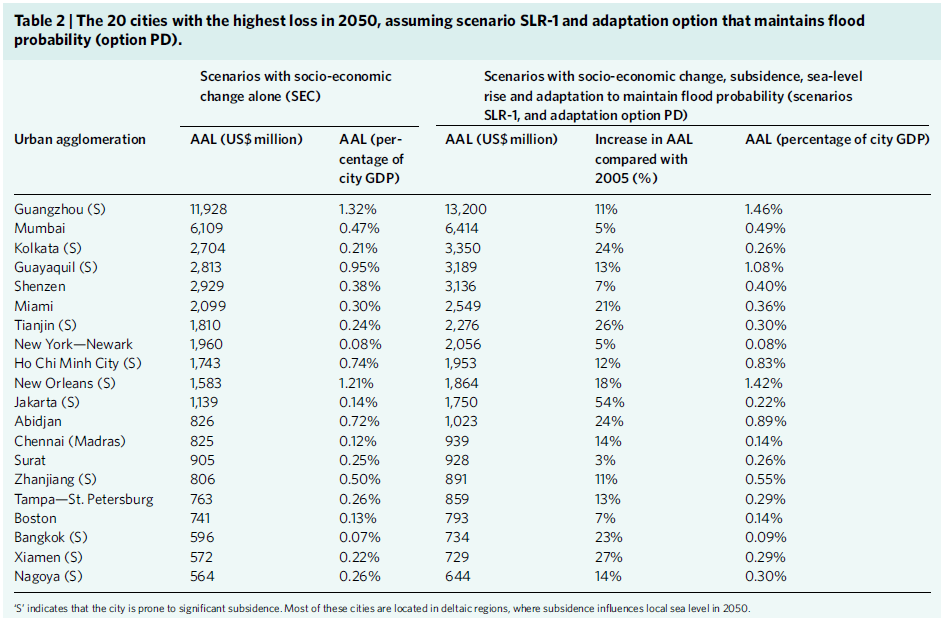 Table 2 | The 20 cities with the highest loss in 2050, assuming scenario SLR-1 and adaptation option that maintains flood
probability (option PD).
Scenarios with socio-economic
change alone (SEC)
Scenarios with socio-economic change, subsidence, sea-level
rise and adaptation to maintain flood probability (scenarios
SLR-1, and adaptation option PD)
Urban agglomeration AAL (US$ million) AAL (per- AAL (US$ million) Increase in AAL AAL (percentage of city GDP)
centage of compared with
city GDP) 2005 (%)
Guangzhou (S) 11,928 1.32% 13,200 11% 1.46%
Mumbai 6,109 0.47% 6,414 5% 0.49%
Kolkata (S) 2,704 0.21% 3,350 24% 0.26%
Guayaquil (S) 2,813 0.95% 3,189 13% 1.08%
Shenzen 2,929 0.38% 3,136 7% 0.40%
Miami 2,099 0.30% 2,549 21% 0.36%
Tianjin (S) 1,810 0.24% 2,276 26% 0.30%
New York—Newark 1,960 0.08% 2,056 5% 0.08%
Ho Chi Minh City (S) 1,743 0.74% 1,953 12% 0.83%
New Orleans (S) 1,583 1.21% 1,864 18% 1.42%
Jakarta (S) 1,139 0.14% 1,750 54% 0.22%
Abidjan 826 0.72% 1,023 24% 0.89%
Chennai (Madras) 825 0.12% 939 14% 0.14%
Surat 905 0.25% 928 3% 0.26%
Zhanjiang (S) 806 0.50% 891 11% 0.55%
Tampa—St. Petersburg 763 0.26% 859 13% 0.29%
Boston 741 0.13% 793 7% 0.14%
Bangkok (S) 596 0.07% 734 23% 0.09%
Xiamen (S) 572 0.22% 729 27% 0.29%
Nagoya (S) 564 0.26% 644 14% 0.30%
'S' indicates that the city is prone to significant subsidence. Most of these cities are located in deltaic regions, where subsidence influences local sea level in 2050.